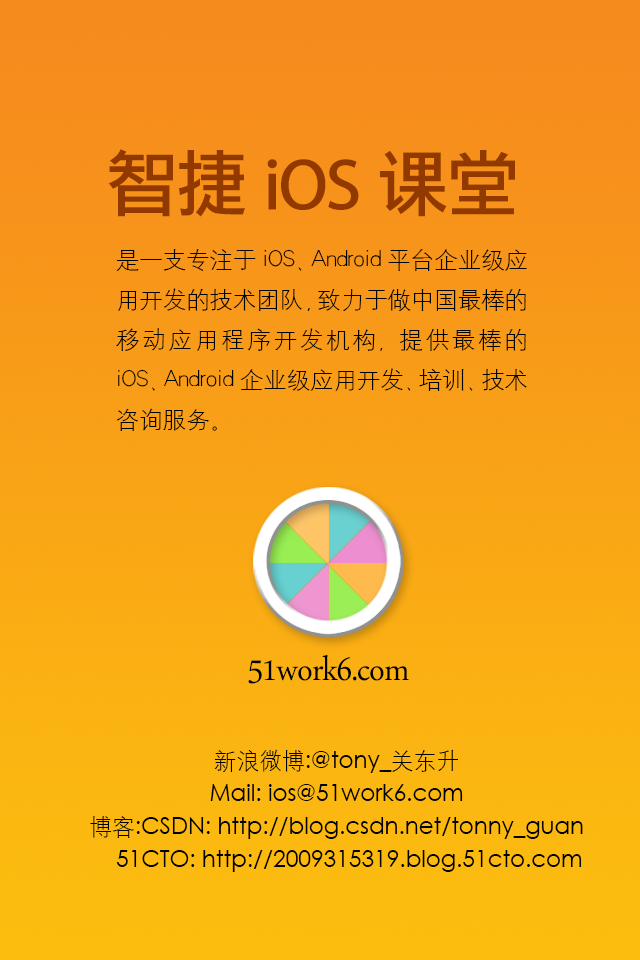 智捷 iOS 课堂
是一支专注于 iOS、Android 平台企业级应
用开发的技术团队, 致力于做中国最棒的
移动应用程序开发机构, 提供最棒的
iOS、Android 企业级应用开发、培训、技术
咨询服务。
51work6.com
新浪微博:@tony_关东升
Mail: ios@51work6.com
博客:CSDN: http://blog.csdn.net/tonny_guan
51CTO: http://2009315319.blog.51cto.com